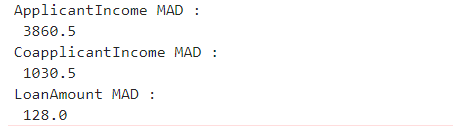 ApplicantIncome MAD :
3860.5
CoapplicantIncome MAD :
1030.5
LoanAmount MAD :
128.0